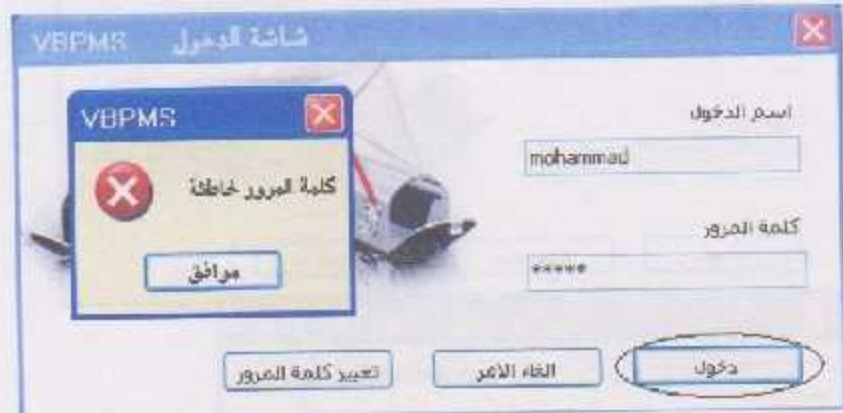 شاشة الدخول VBPMS
VBPMS
كلمة المرور خاطئة
موافق
اسم الدخول
mohammad
كلمة المرور
*****
دخول
الغاء الامر
تغيير كلمة المرور